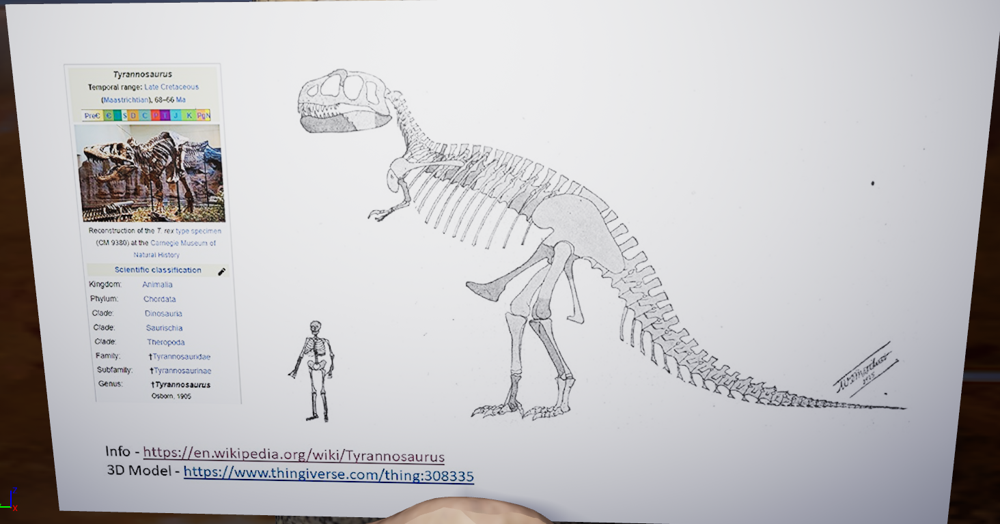 Tyrannosaurus
Temporal range: Late Cretaceous
(Maastrichtian), 68–66 Ma
PreЄ Є S D C P T J K PgN
Reconstruction of the T. rex type specimen
(CM 9380) at the Carnegie Museum of
Natural History
Scientific classification
Kingdom: Animalia
Phylum: Chordata
Clade: Dinosauria
Clade: Saurischia
Clade: Theropoda
Family: †Tyrannosauridae
Subfamily: †Tyrannosaurinae
Genus: †Tyrannosaurus
Osborn, 1905
Info - https://en.wikipedia.org/wiki/Tyrannosaurus
3D Model - https://www.thingiverse.com/thing:308335
Z
X